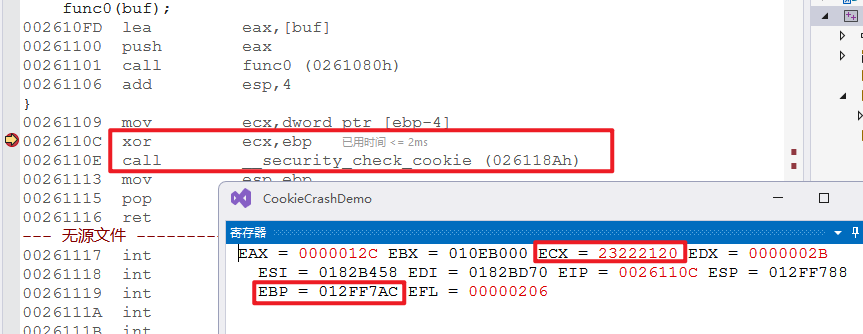 func0(buf);
002610FD lea eax,[buf]
00261100 push eax
00261101 call func0 (0261080h)
00261106 add esp,4
}
00261109 mov ecx,dword ptr [ebp-4]
0026110C xor ecx,ebp 已用时间 <= 2ms
0026110E call __security_check_cookie (026118Ah)
00261113 mov esp,ebp
00261115 pop
00261116 ret
--- 无源文件 ----------
00261117 int
00261118 int
00261119 int
0026111A int
0026111B int
CookieCrashDemo
寄存器
EAX = 0000012C EBX = 010EB000 ECX = 23222120 EDX = 0000002B
ESI = 0182B458 EDI = 0182BD70 EIP = 0026110C ESP = 012FF788
EBP = 012FF7AC EFL = 00000206